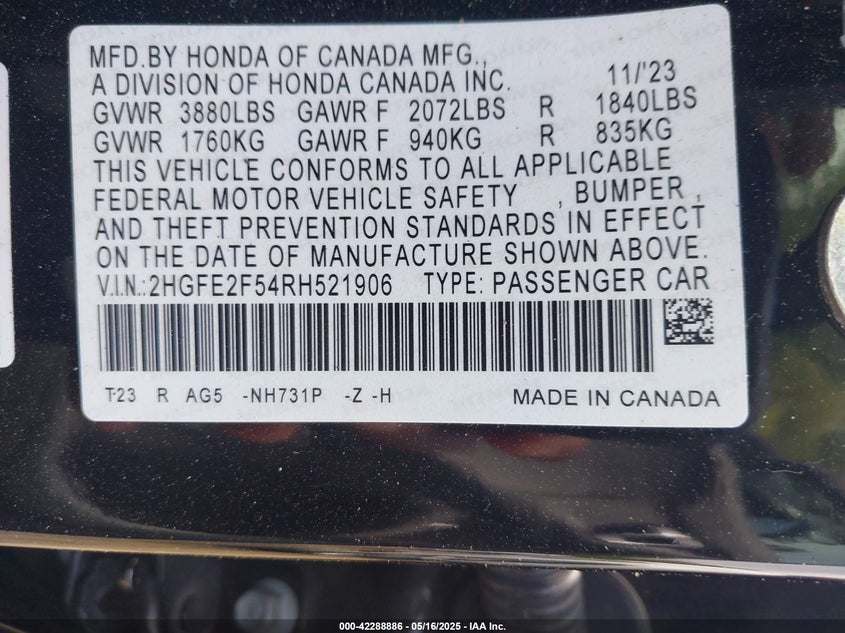 MFD.BY HONDA OF CANADA MFG.,
A DIVISION OF HONDA CANADA INC. 11/'23
GVWR 3880LBS GAWR F 2072LBS R 1840LBS
GVWR 1760KG GAWR F 940KG R 835KG
THIS VEHICLE CONFORMS TO ALL APPLICABLE
FEDERAL MOTOR VEHICLE SAFETY , BUMPER ,
AND THEFT PREVENTION STANDARDS IN EFFECT
ON THE DATE OF MANUFACTURE SHOWN ABOVE.
V.I.N.:2HGFE2F54RH521906 TYPE: PASSENGER CAR
T-23 R AG5 -NH731P -Z -H MADE IN CANADA
000-42288886 - 05/16/2025 - IAA Inc.